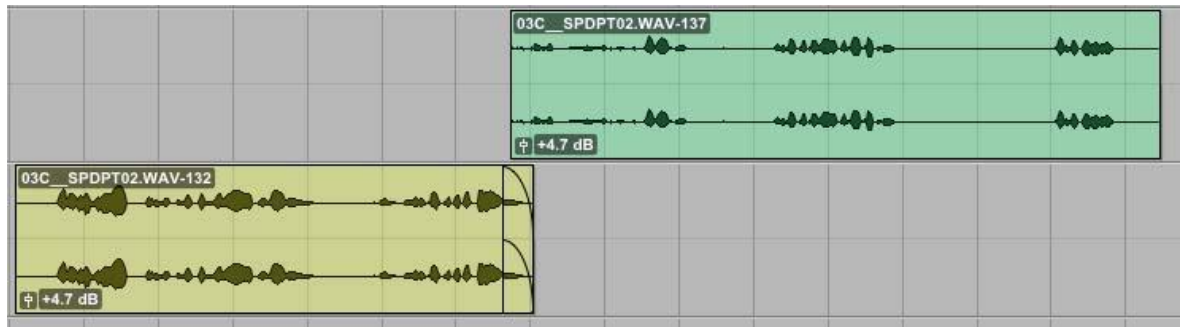 03C__SPDPT02.WAV-137
+4.7 dB
03C__SPDPT02.WAV-132
+4.7 dB